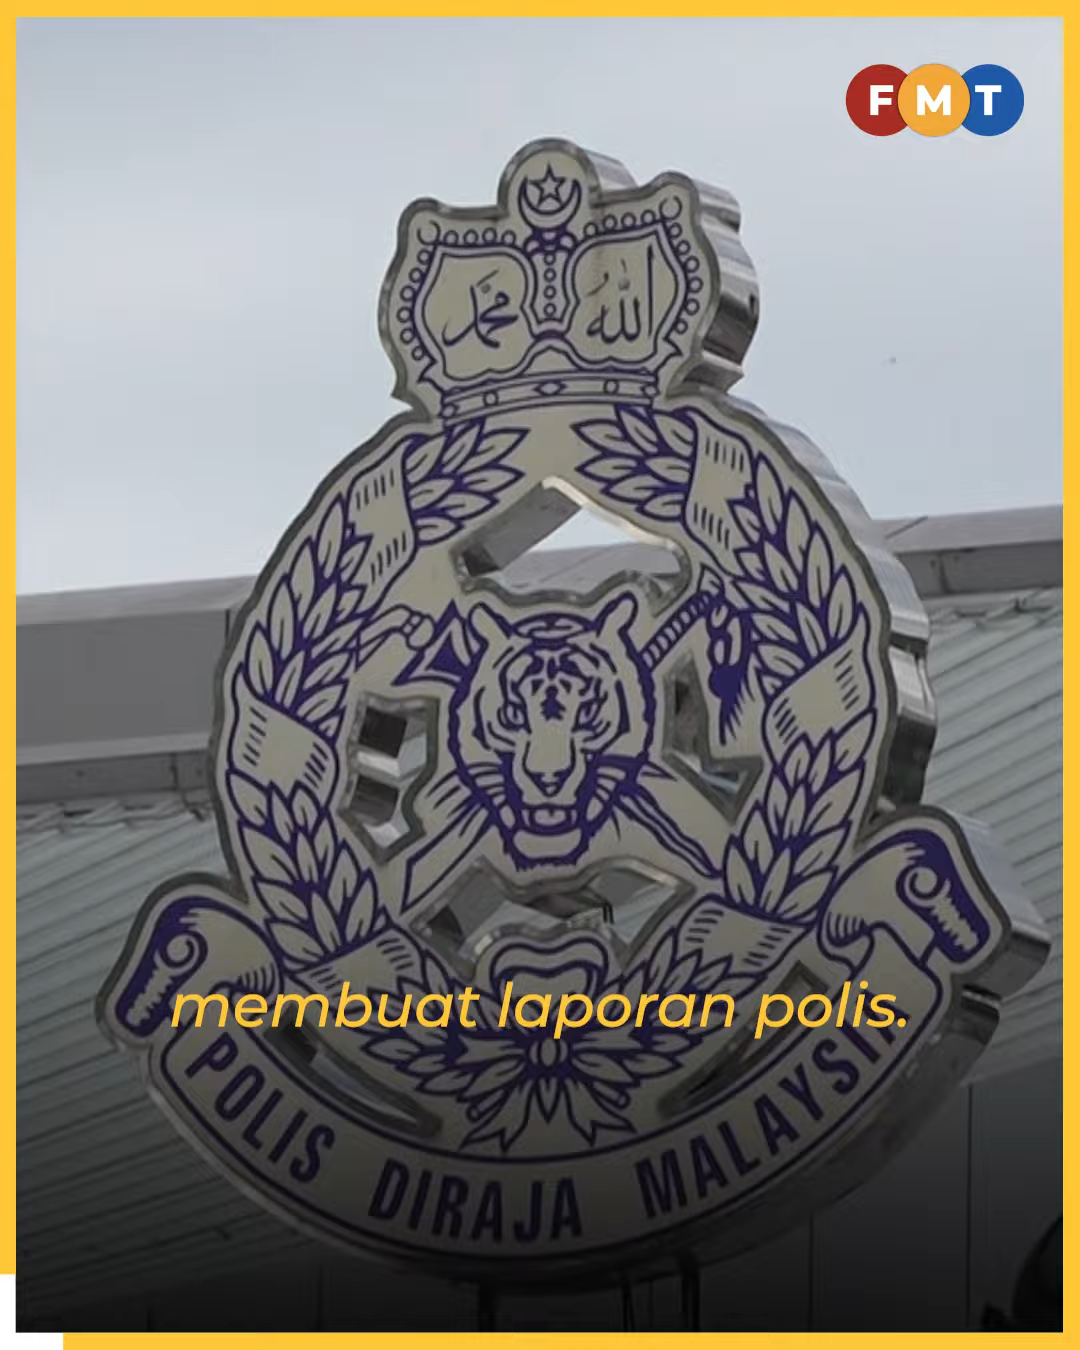 FMT
محمد الله
membuat laporan polis.
POLIS DIRAJA MALAYSIA